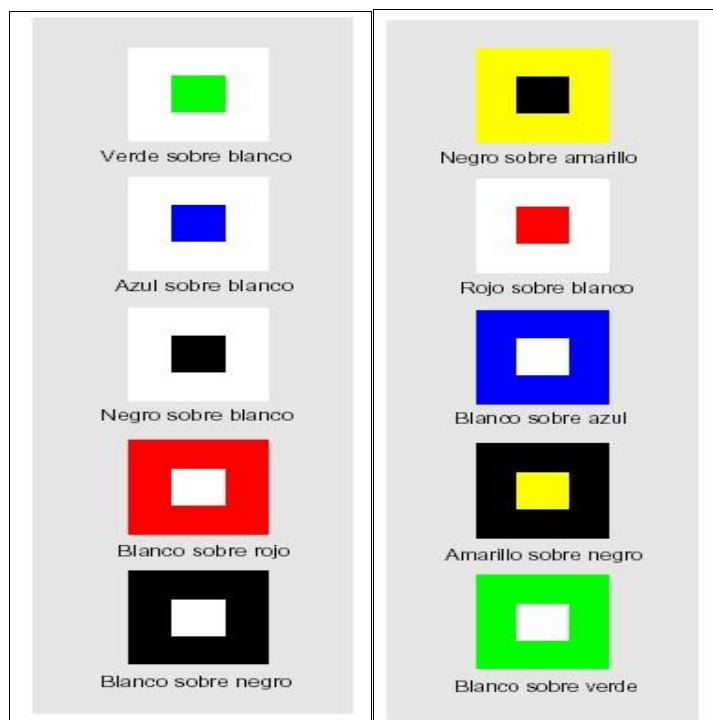 Verde sobre blanco
Azul sobre blanco
Negro sobre blanco
Blanco sobre rojo
Blanco sobre negro
Negro sobre amarillo
Rojo sobre blanco
Blanco sobre azul
Amarillo sobre negro
Blanco sobre verde